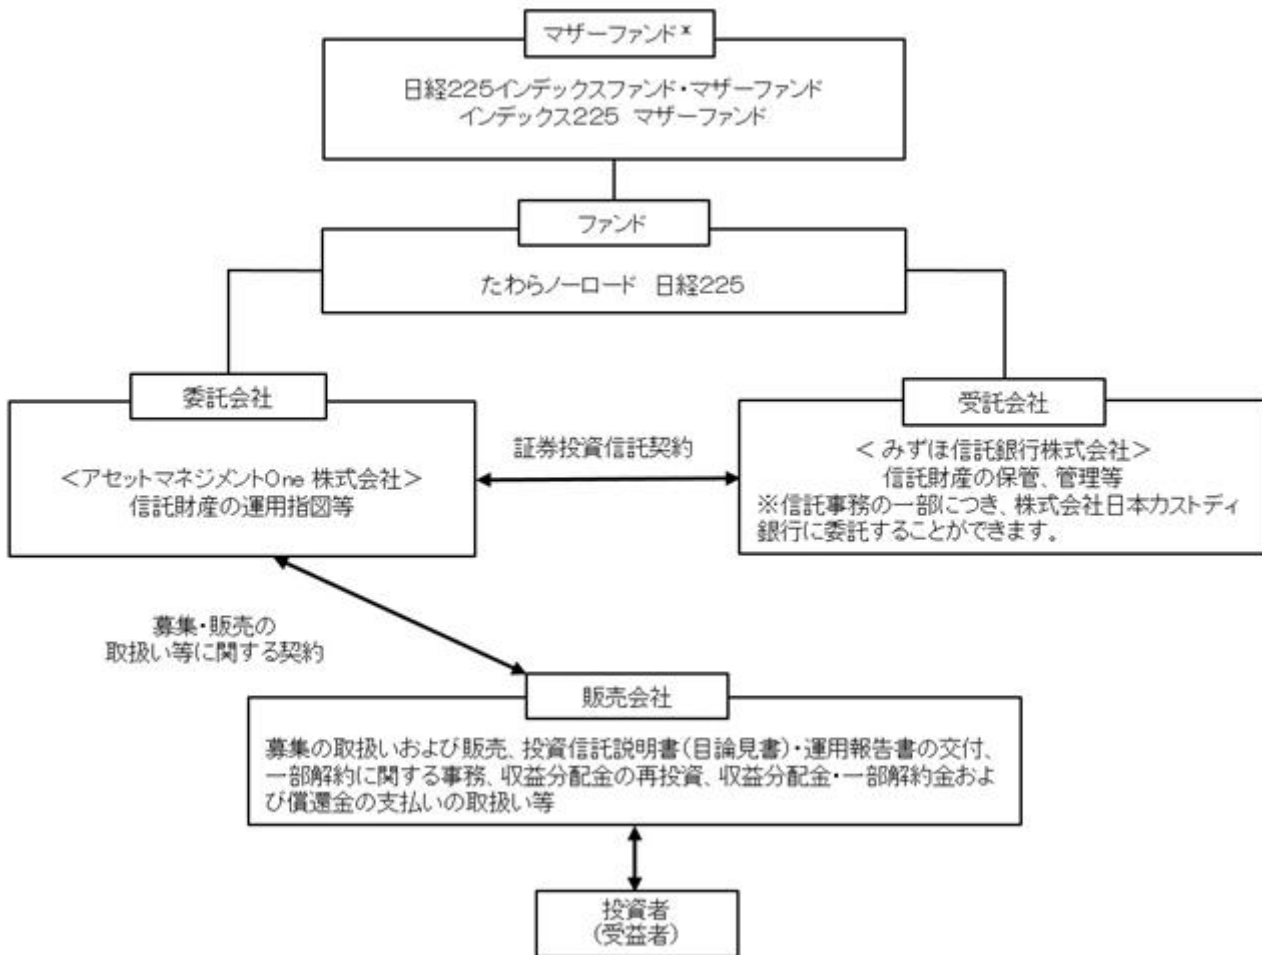 マザーファンド*
日経225インデックスファンド・マザーファンド
インデックス225 マザーファンド
ファンド
たわらノーロード 日経225
委託会社
<アセットマネジメントOne 株式会社>
信託財産の運用指図等
証券投資信託契約
受託会社
< みずほ信託銀行株式会社>
信託財産の保管、管理等
※信託事務の一部につき、株式会社日本カストディ
銀行に委託することができます。
募集・販売の
取扱い等に関する契約
販売会社
募集の取扱いおよび販売、投資信託説明書(目論見書)・運用報告書の交付、
一部解約に関する事務、収益分配金の再投資、収益分配金・一部解約金およ
び償還金の支払いの取扱い等
投資者
(受益者)